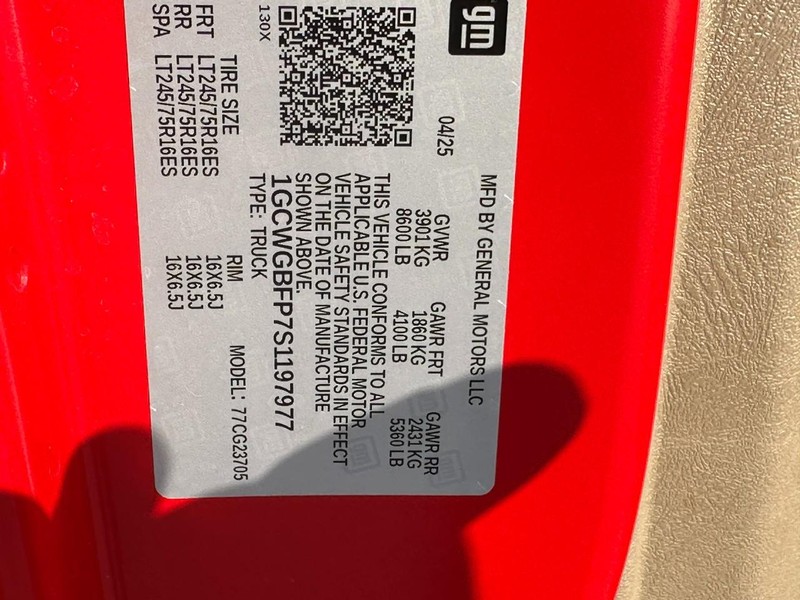 gm
MFD BY GENERAL MOTORS LLC
04/25
GVWR GAWR FRT GAWR RR
3901 KG 1860 KG 2431 KG
8600 LB 4100 LB 5360 LB
THIS VEHICLE CONFORMS TO ALL
APPLICABLE U.S. FEDERAL MOTOR
VEHICLE SAFETY STANDARDS IN EFFECT
ON THE DATE OF MANUFACTURE
SHOWN ABOVE.
1GCWGBFP7S1197977
TYPE: TRUCK
130X
MODEL: 77CG23705
TIRE SIZE RIM
FRT LT245/75R16ES 16X6.5J
RR LT245/75R16ES 16X6.5J
SPA LT245/75R16ES 16X6.5J